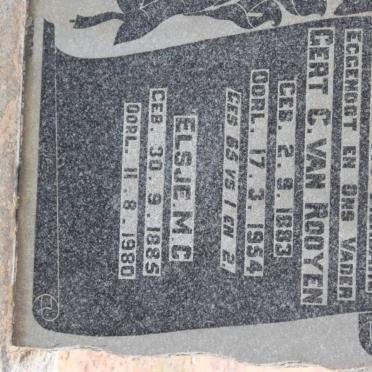 EGGENOOT EN ONS VADER
GERT C. VAN ROOYEN
GEB. 2.9.1883
OORL. 17.3.1954
GES 65 VS 1 EN 2.
ELSJE M.C
GEB. 30.9.1885
OORL. 11.8.1980